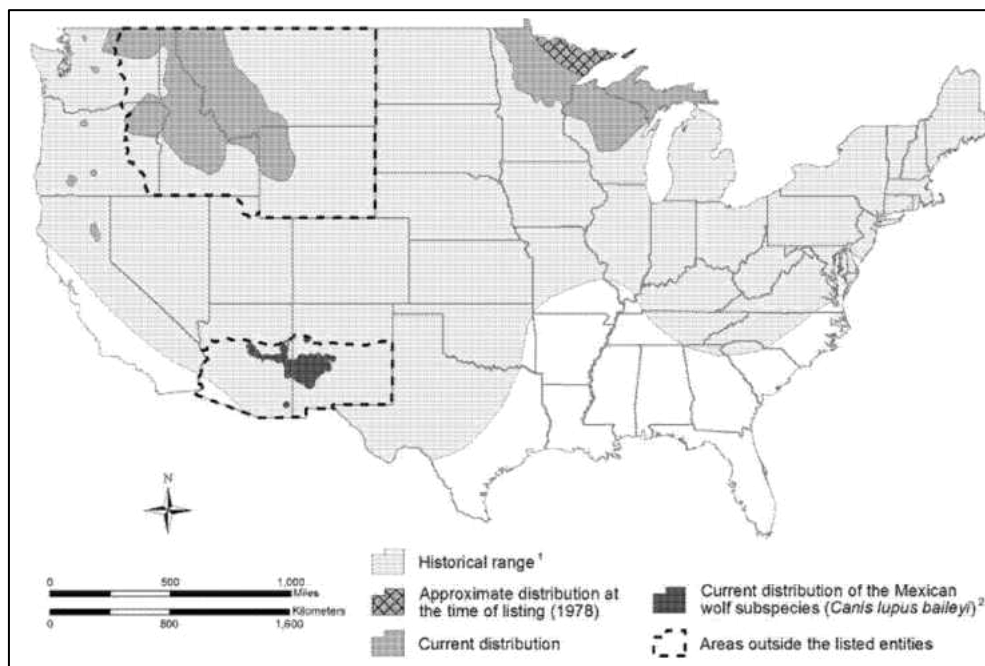 N
0 500 1,000
Miles
Kilometers
0 800 1,600
Historical range 1
Approximate distribution at
the time of listing (1978)
Current distribution
Current distribution of the Mexican
wolf subspecies (Canis lupus baileyi) 2
Areas outside the listed entities